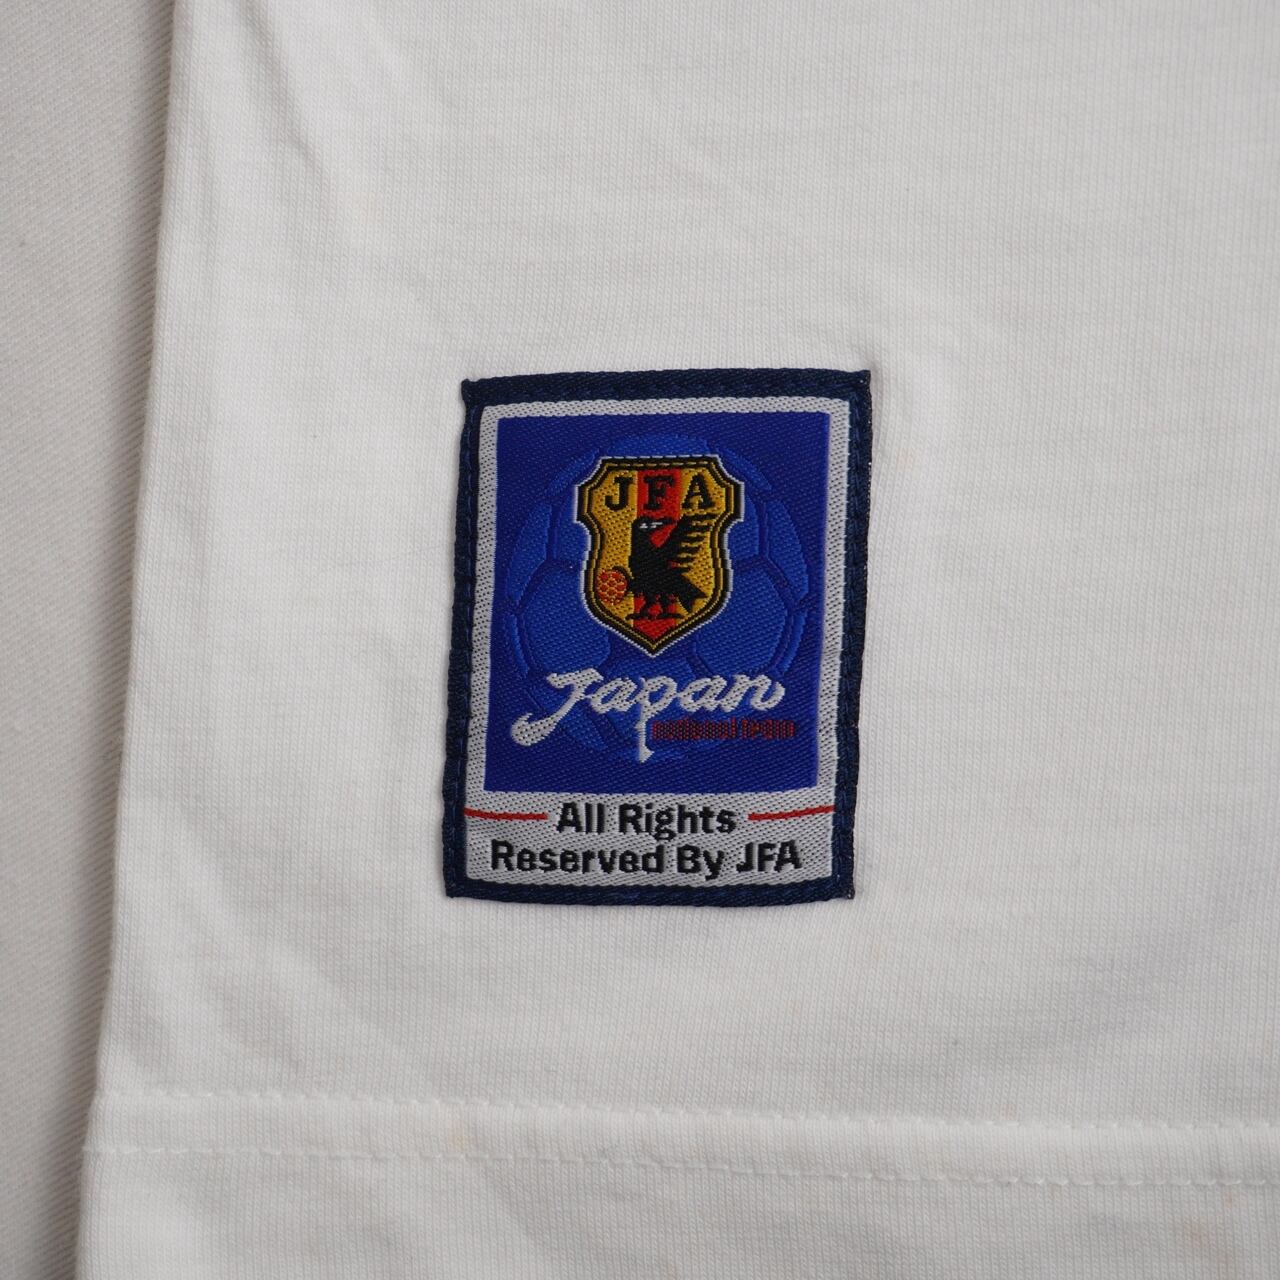 JFA
Japan
national team
All Rights
Reserved By JFA